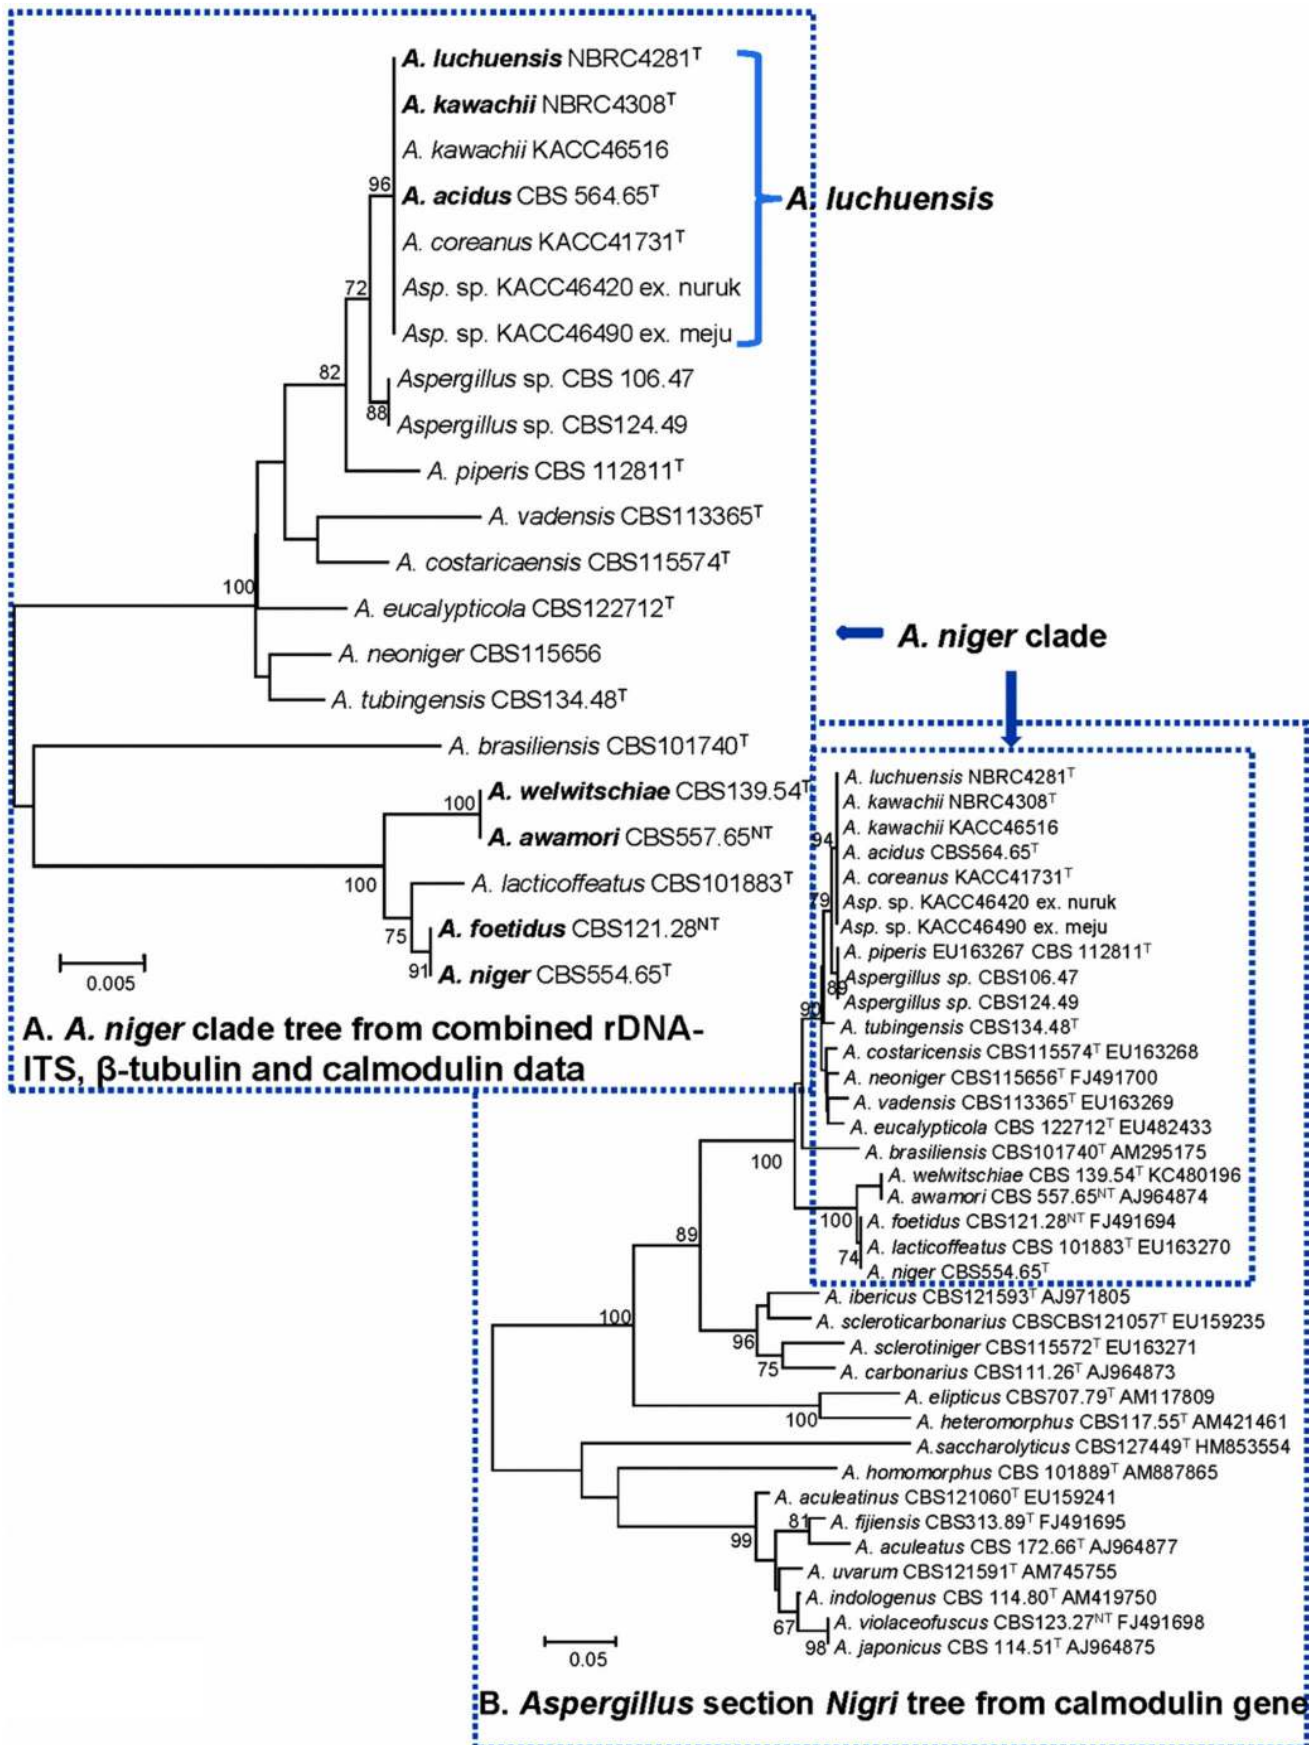 A. luchuensis NBRC4281T
A. kawachii NBRC4308T
A. kawachii KACC46516
96
A. acidus CBS 564.65T
A. luchuensis
A. coreanus KACC41731T
72
Asp. sp. KACC46420 ex. nuruk
Asp. sp. KACC46490 ex. meju
82
Aspergillus sp. CBS 106.47
88
Aspergillus sp. CBS124.49
A. piperis CBS 112811T
A. vadensis CBS113365T
A. costaricaensis CBS115574T
100
A. eucalypticola CBS122712T
A. neoniger CBS115656
A. tubingensis CBS134.48T
A. brasiliensis CBS101740T
100
A. welwitschiae CBS139.54T
A. awamori CBS557.65NT
100
A. lacticoffeatus CBS101883T
75
A. foetidus CBS121.28NT
91
A. niger CBS554.65T
0.005
A. A. niger clade tree from combined rDNA-
ITS, β-tubulin and calmodulin data
A. niger clade
A. luchuensis NBRC4281T
A. kawachii NBRC4308T
A. kawachii KACC46516
94
A. acidus CBS564.65T
A. coreanus KACC41731T
79
Asp. sp. KACC46420 ex. nuruk
Asp. sp. KACC46490 ex. meju
A. piperis EU163267 CBS 112811T
Aspergillus sp. CBS106.47
89
Aspergillus sp. CBS124.49
A. tubingensis CBS134.48T
A. costaricensis CBS115574T EU163268
A. neoniger CBS115656T FJ491700
A. vadensis CBS113365T EU163269
A. eucalypticola CBS 122712T EU482433
A. brasiliensis CBS101740T AM295175
100
A. welwitschiae CBS 139.54T KC480196
A. awamori CBS 557.65NT AJ964874
100
A. foetidus CBS121.28NT FJ491694
A. lacticoffeatus CBS 101883T EU163270
74
A. niger CBS554.65T
89
A. ibericus CBS121593T AJ971805
100
A. scleroticarbonarius CBSCBS121057T EU159235
96
A. sclerotiniger CBS115572T EU163271
75
A. carbonarius CBS111.26T AJ964873
A. elipticus CBS707.79T AM117809
100
A. heteromorphus CBS117.55T AM421461
A.saccharolyticus CBS127449T HM853554
A. homomorphus CBS 101889T AM887865
A. aculeatinus CBS121060T EU159241
81
A. fijiensis CBS313.89T FJ491695
99
A. aculeatus CBS 172.66T AJ964877
A. uvarum CBS121591T AM745755
A. indologenus CBS 114.80T AM419750
67
A. violaceofuscus CBS123.27NT FJ491698
98
A. japonicus CBS 114.51T AJ964875
0.05
B. Aspergillus section Nigri tree from calmodulin gene